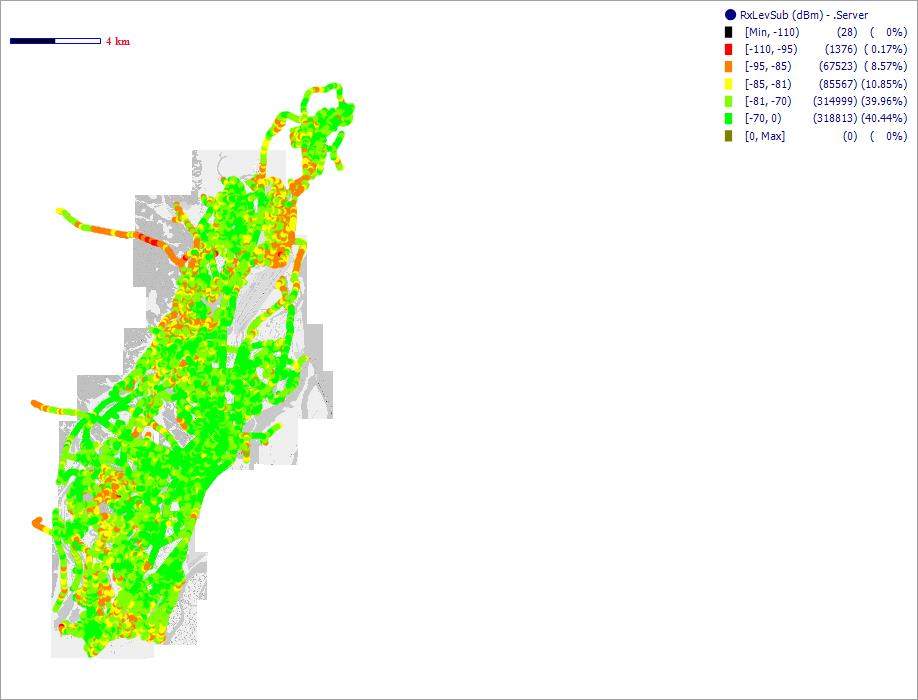 RxLevSub (dBm) - .Server
[Min, -110) (28) ( 0%)
[-110, -95) (1376) ( 0.17%)
[-95, -85) (67523) ( 8.57%)
[-85, -81) (85567) (10.85%)
[-81, -70) (314999) (39.96%)
[-70, 0) (318813) (40.44%)
[0, Max] (0) ( 0%)
4 km